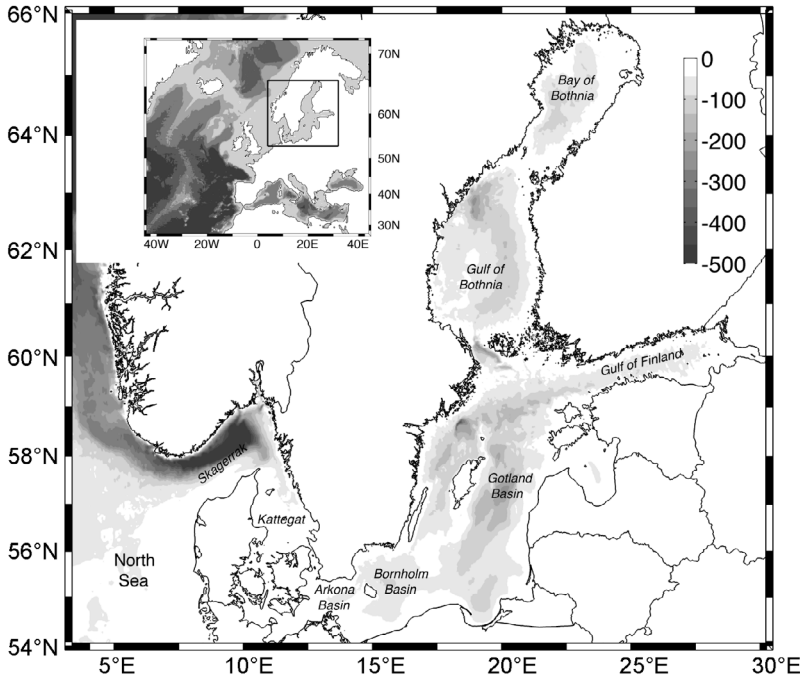 66°N
64°N
62°N
60°N
58°N
56°N
54°N
5°E
10°E
15°E
20°E
25°E
30°E
70N
60N
50N
40N
30N
40W
20W
0
20E
40E
0
-100
-200
-300
-400
-500
Bay of
Bothnia
Gulf of
Bothnia
Gulf of Finland
Skagerrak
Gotland
Basin
Kattegat
North
Sea
Bornholm
Basin
Arkona
Basin